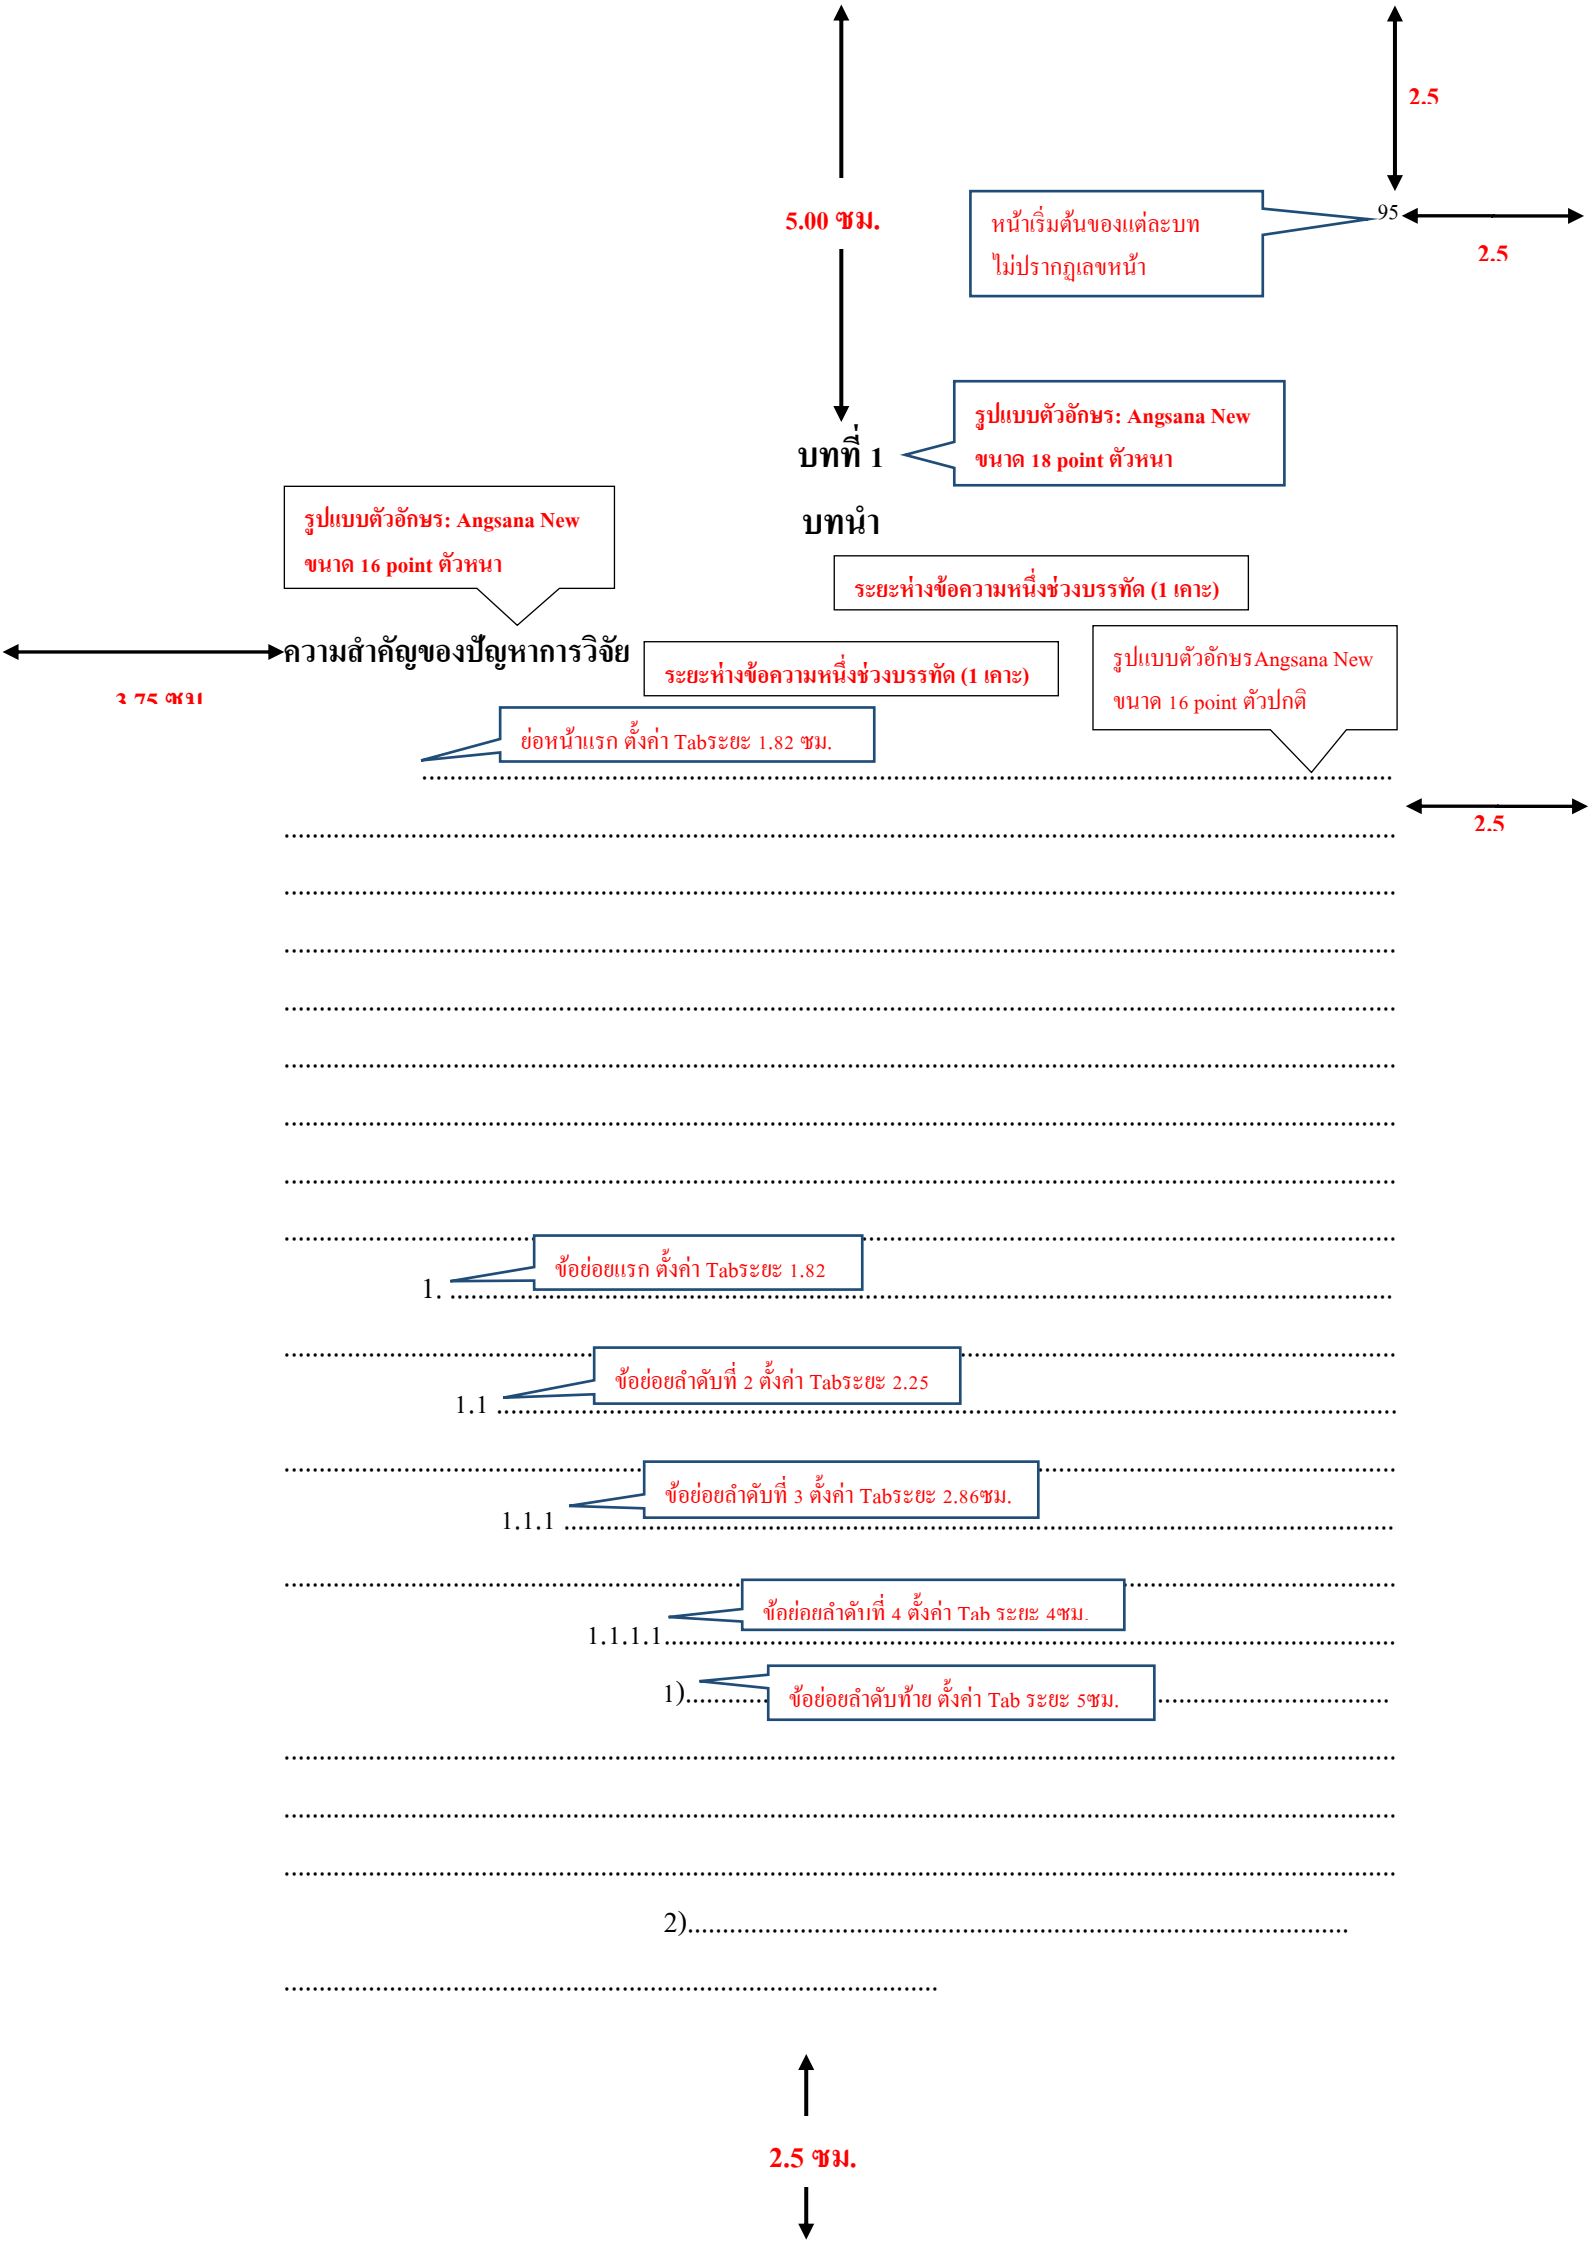 2.5
95
5.00 ซม.
หน้าเริ่มต้นของแต่ละบท
ไม่ปรากฏเลขหน้า
2.5
รูปแบบตัวอักษร: Angsana New
ขนาด 18 point ตัวหนา
บทที่ 1
บทนำ
รูปแบบตัวอักษร: Angsana New
ขนาด 16 point ตัวหนา
ระยะห่างข้อความหนึ่งช่วงบรรทัด (1 เคาะ)
ความสำคัญของปัญหาการวิจัย
ระยะห่างข้อความหนึ่งช่วงบรรทัด (1 เคาะ)
รูปแบบตัวอักษรAngsana New
ขนาด 16 point ตัวปกติ
3.75 ซม
ย่อหน้าแรก ตั้งค่า Tabระยะ 1.82 ซม.
2.5
ข้อย่อยแรก ตั้งค่า Tabระยะ 1.82
1.
ข้อย่อยลำดับที่ 2 ตั้งค่า Tabระยะ 2.25
1.1
ข้อย่อยลำดับที่ 3 ตั้งค่า Tabระยะ 2.86ซม.
1.1.1
ข้อย่อยลำดับที่ 4 ตั้งค่า Tab ระยะ 4ซม.
1.1.1.1
1)
ข้อย่อยลำดับท้าย ตั้งค่า Tab ระยะ 5ซม.
2)
2.5 ซม.